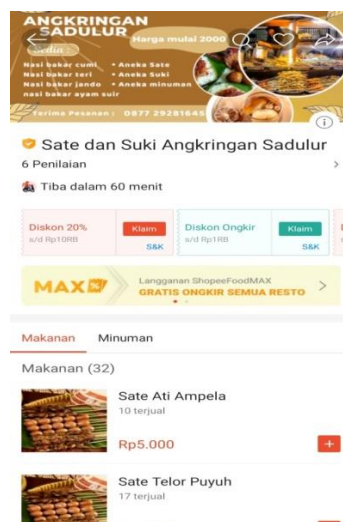 ANGKRINGAN
SADULUR
Harga mulai 2000
Sedia :
Nasi bakar cumi • Aneka Sate
Nasi bakar teri • Aneka Suki
Nasi bakar jando • Aneka minuman
nasi bakar ayam suir
Terima Pesanan : 0877 29281645
Sate dan Suki Angkringan Sadulur
6 Penilaian
Tiba dalam 60 menit
Diskon 20%
s/d Rp10RB
Klaim
S&K
Diskon Ongkir
s/d Rp1RB
Klaim
S&K
MAX
Langganan ShopeeFoodMAX
GRATIS ONGKIR SEMUA RESTO
Makanan Minuman
Makanan (32)
Sate Ati Ampela
10 terjual
Rp5.000
Sate Telor Puyuh
17 terjual